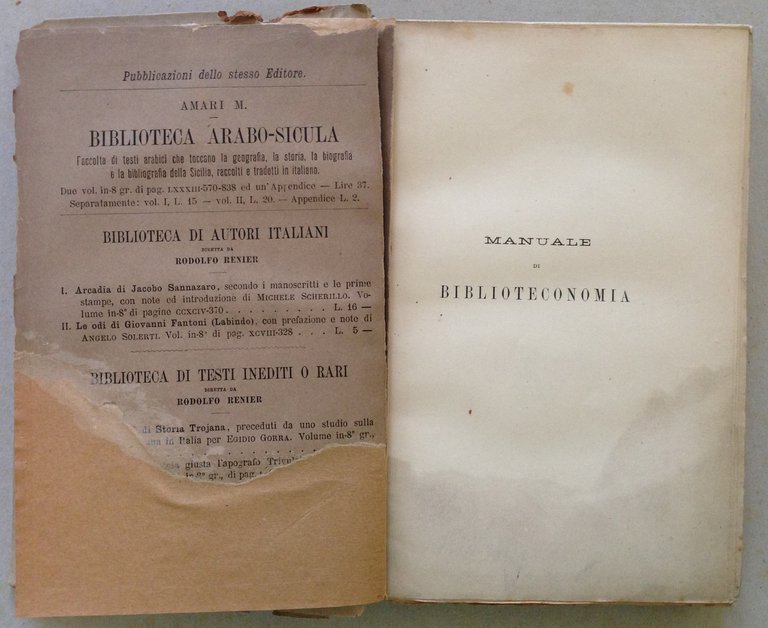 Pubblicazioni dello stesso Editore.
AMARI M.
BIBLIOTECA ARABO-SICULA
Raccolta di testi arabici che toccano la geografia, la storia, la biografia
e la bibliografia della Sicilia, raccolti e tradotti in italiano.
Due vol. in-8 gr. di pag. LXXXIII-570-838 ed un'Appendice — Lire 37.
Separatamente: vol. I, L. 15 — vol. II, L. 20. — Appendice L. 2.
BIBLIOTECA DI AUTORI ITALIANI
DIRETTA DA
RODOLFO RENIER
I. Arcadia di Jacobo Sannazaro, secondo i manoscritti e le prime
stampe, con note ed introduzione di MICHELE SCHERILLO. Vo-
lume in-8° di pagine CCXCIV-370 . . . . . . . . . L. 16 —
II. Le odi di Giovanni Fantoni (Labindo), con prefazione e note di
ANGELO SOLERTI. Vol. in-8° di pag. XCVIII-328 . . . L. 5 —
BIBLIOTECA DI TESTI INEDITI O RARI
DIRETTA DA
RODOLFO RENIER
di Storia Trojana, preceduti da uno studio sulla
in Italia per EGIDIO GORRA. Volume in-8° gr.,
giusta l'apografo
in-8° gr., di pag.
MANUALE
DI
BIBLIOTECONOMIA